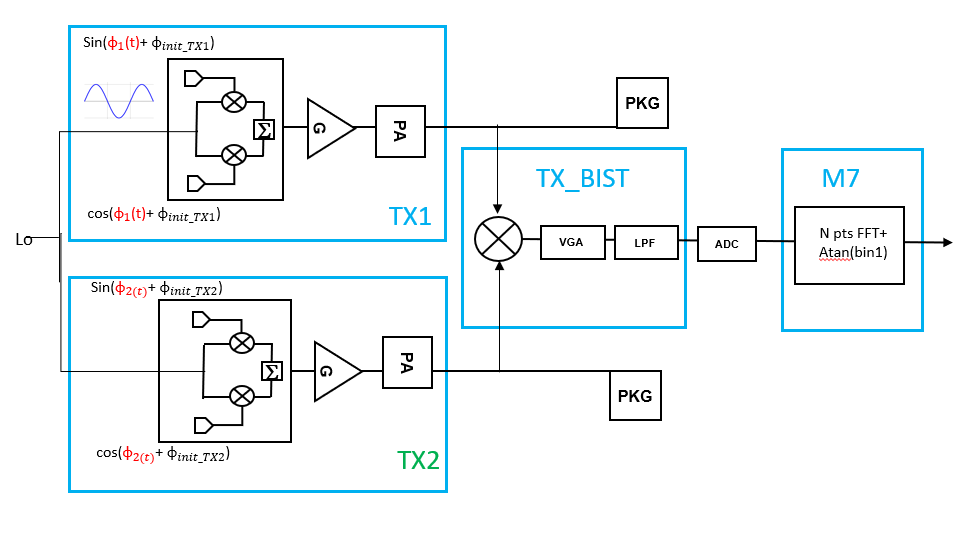 Sin(ϕ1(t)+ ϕinit_TX1)
G
PA
Σ
cos(ϕ1(t)+ ϕinit_TX1)
TX1
PKG
TX_BIST
VGA
LPF
ADC
M7
N pts FFT+
Atan(bin1)
Lo
Sin(ϕ2(t)+ ϕinit_TX2)
G
PA
Σ
cos(ϕ2(t)+ ϕinit_TX2)
TX2
PKG